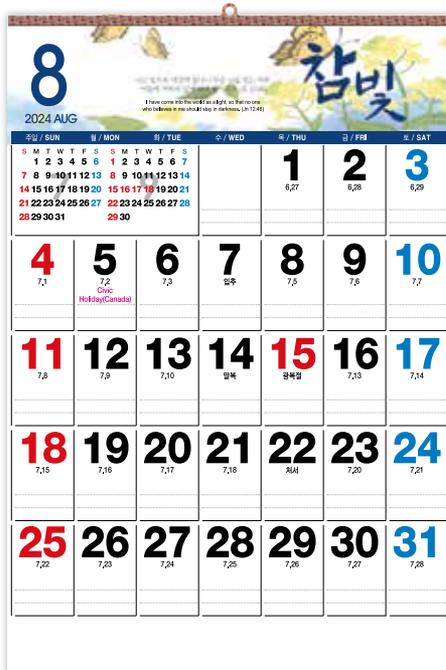 8
2024 AUG
참빛
I have come into the world as a light, so that no one
who believes in me should stay in darkness. (Jn 12:46)
주일 / SUN 월 / MON 화 / TUE 수 / WED 목 / THU 금 / FRI 토 / SAT
S M T W T F S S M T W T F S
1 2 3 4 5 6 1 2 3 4 5 6 7
7 8 9 10 11 12 13 8 9 10 11 12 13 14
14 15 16 17 18 19 20 15 16 17 18 19 20 21
21 22 23 24 25 26 27 22 23 24 25 26 27 28
28 29 30 31 29 30
7 9
1 2 3
6.27 6.28 6.29
4 5 6 7 8 9 10
7.1 7.2 7.3 입추 7.5 7.6 7.7
Civic
Holiday(Canada)
11 12 13 14 15 16 17
7.8 7.9 7.10 말복 광복절 7.13 7.14
18 19 20 21 22 23 24
7.15 7.16 7.17 7.18 처서 7.20 7.21
25 26 27 28 29 30 31
7.22 7.23 7.24 7.25 7.26 7.27 7.28